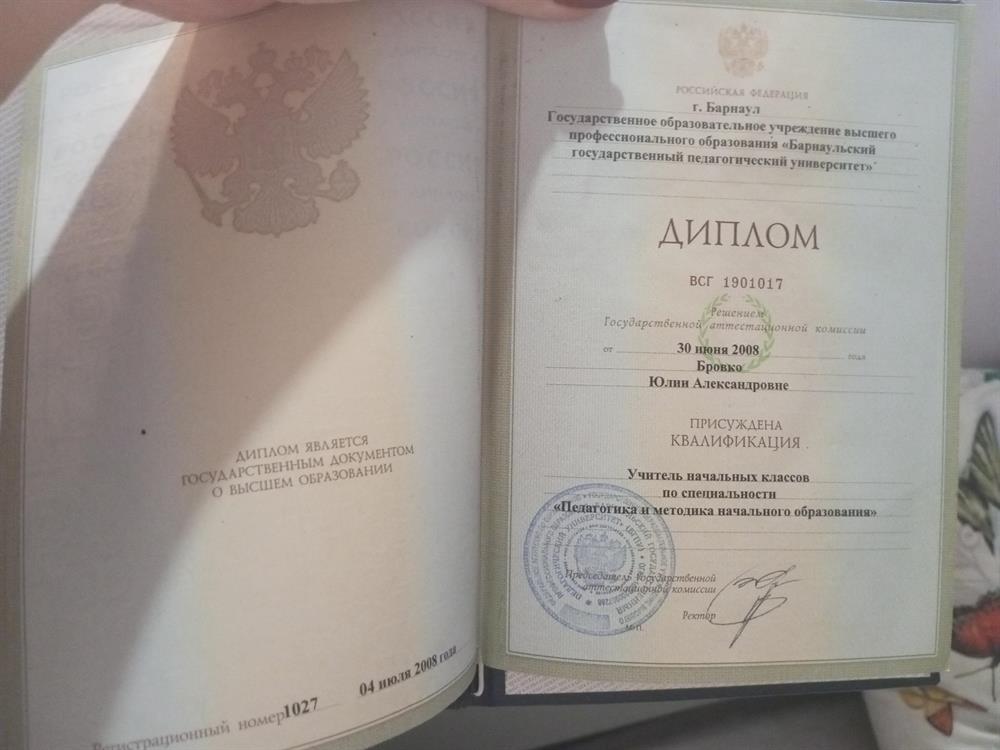 ДИПЛОМ ЯВЛЯЕТСЯ
ГОСУДАРСТВЕННЫМ ДОКУМЕНТОМ
О ВЫСШЕМ ОБРАЗОВАНИИ
Регистрационный номер 1027 04 июля 2008 года
РОССИЙСКАЯ ФЕДЕРАЦИЯ
г. Барнаул
Государственное образовательное учреждение высшего
профессионального образования «Барнаульский
государственный педагогический университет»
ДИПЛОМ
ВСГ 1901017
Решением
Государственной аттестационной комиссии
от 30 июня 2008 года
Бровко
Юлии Александровне
ПРИСУЖДЕНА
КВАЛИФИКАЦИЯ
Учитель начальных классов
по специальности
«Педагогика и методика начального образования»
Председатель Государственной
аттестационной комиссии
Ректор
М.П.